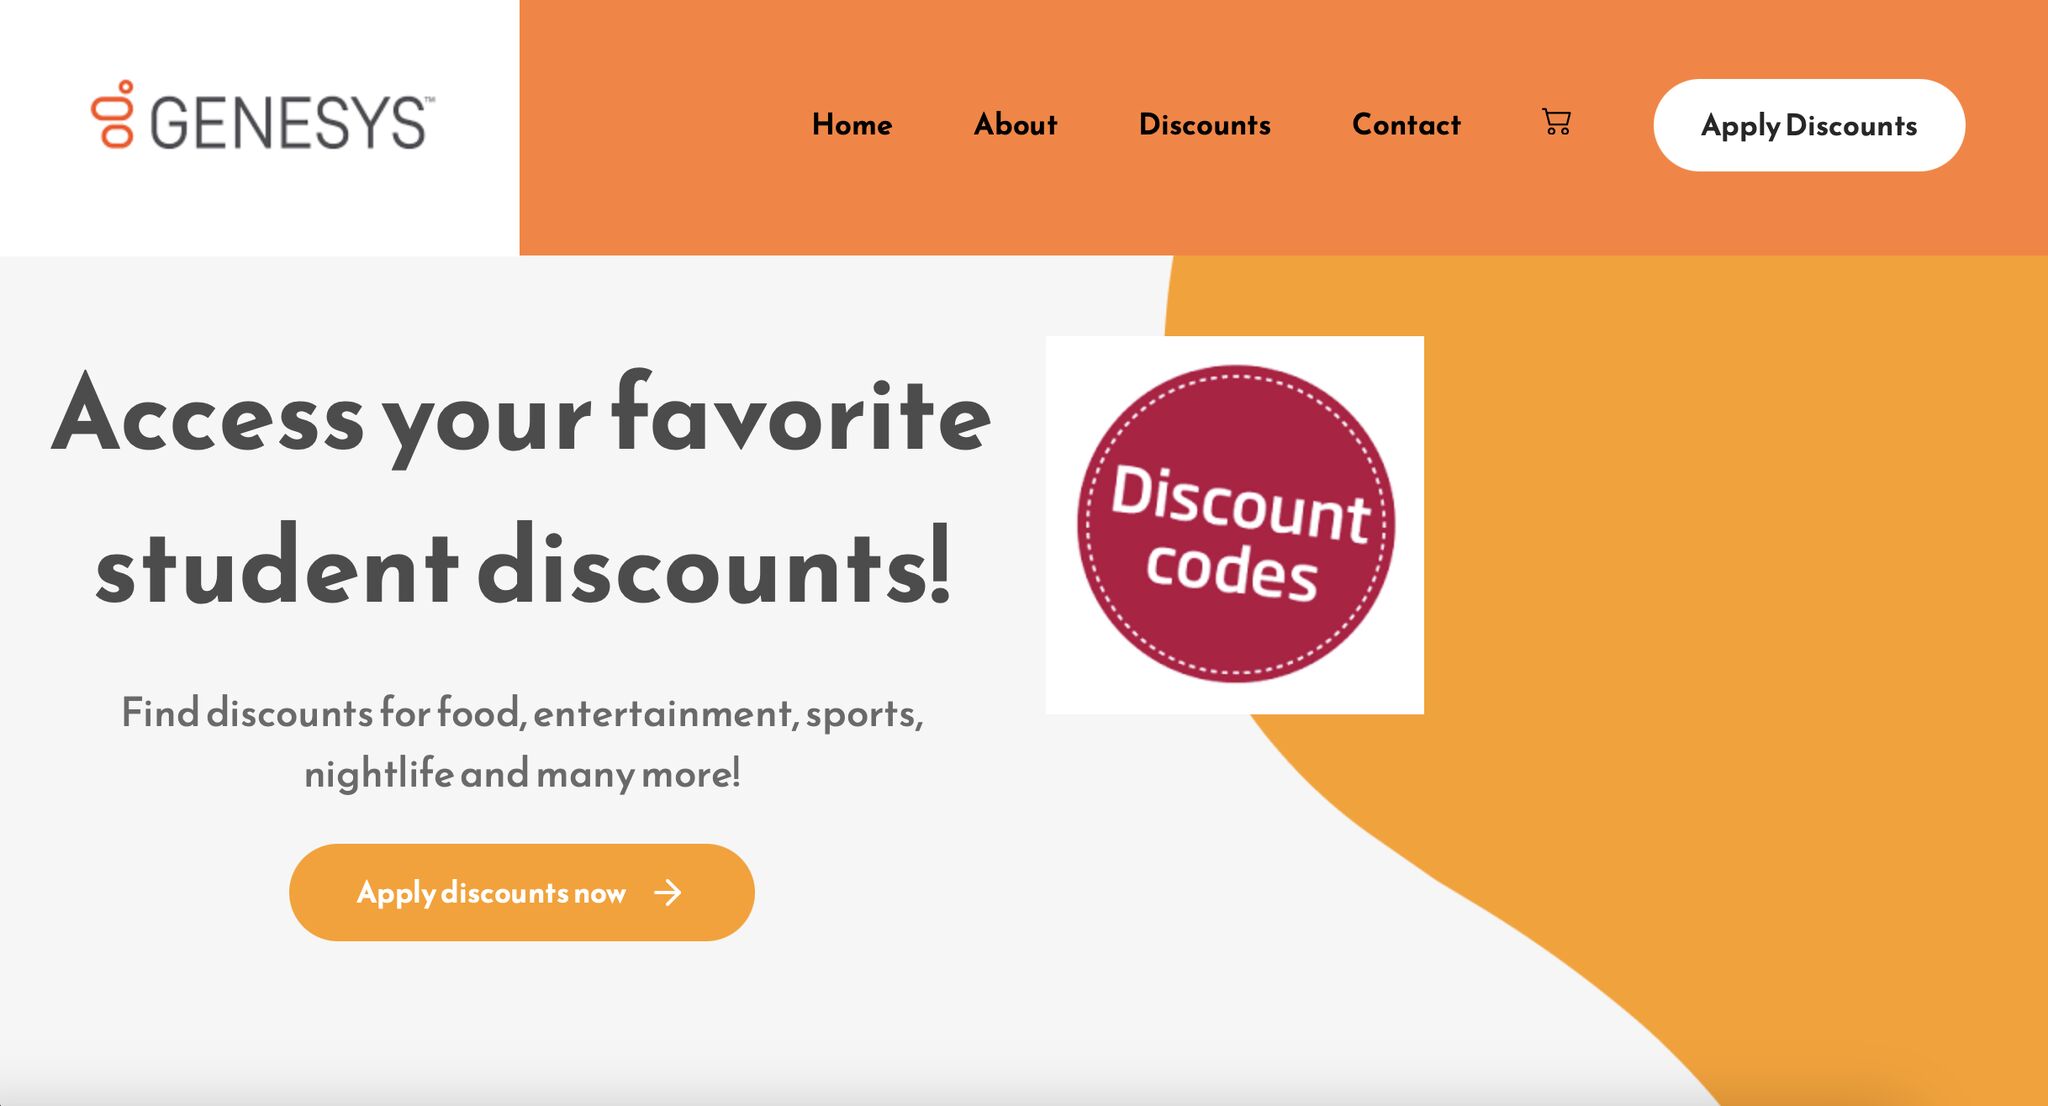 GENESYS™
Home About Discounts Contact Apply Discounts
Access your favorite
student discounts!
Discount
codes
Find discounts for food, entertainment, sports,
nightlife and many more!
Apply discounts now